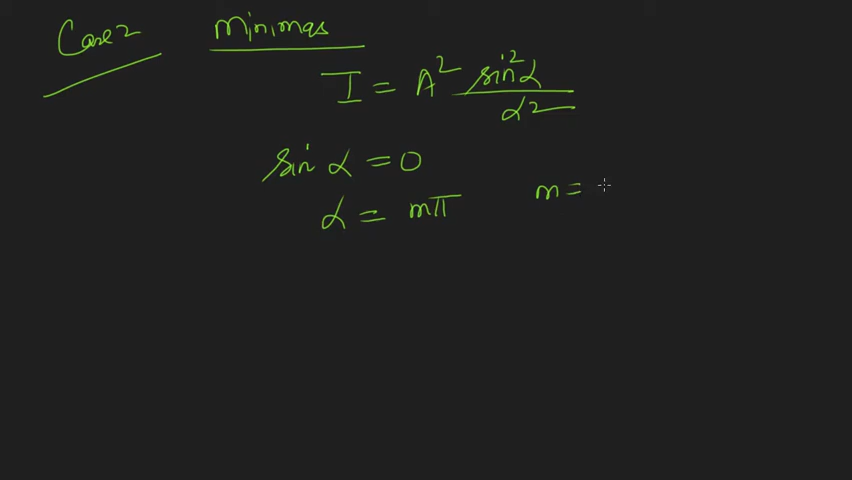 Case 2 Minimas
I = A² sin²α / α²
sin α = 0
α = mπ m =